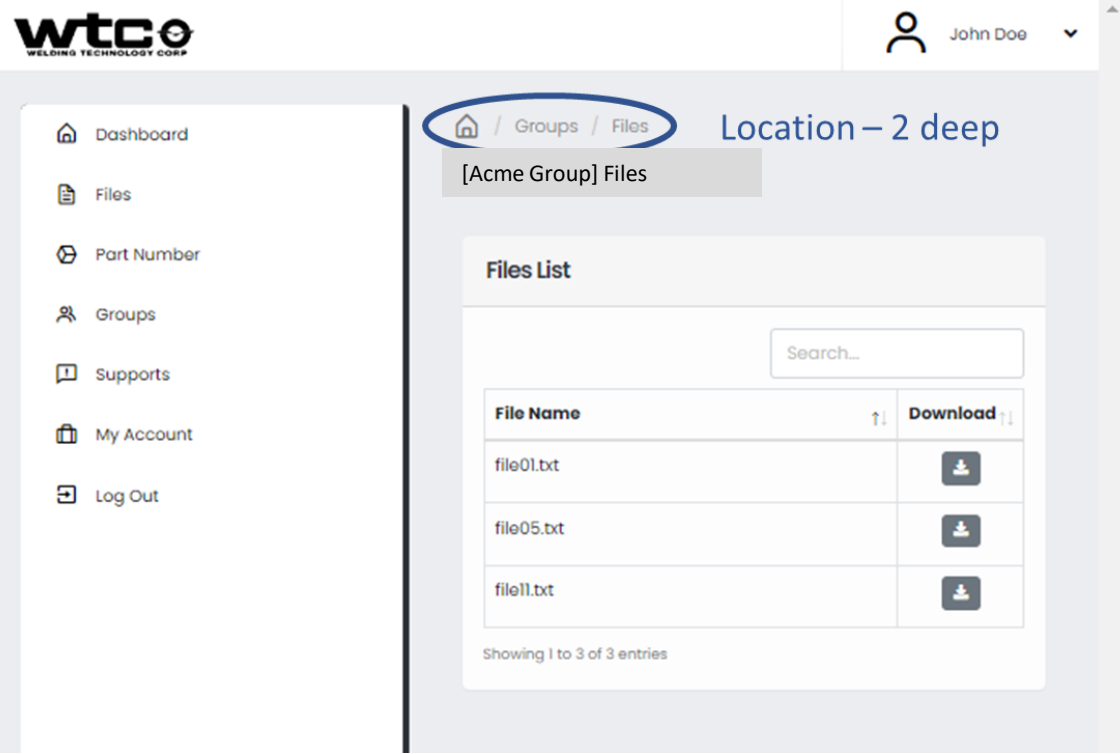 wtco
WELDING TECHNOLOGY CORP
John Doe
Dashboard
Files
Part Number
Groups
Supports
My Account
Log Out
/ Groups / Files
Location – 2 deep
[Acme Group] Files
Files List
Search...
File Name Download
file01.txt
file05.txt
file11.txt
Showing 1 to 3 of 3 entries